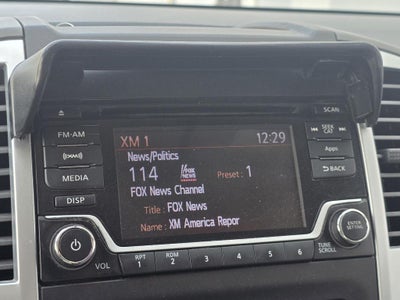 SCAN
FM·AM
((XM))
MEDIA
DISP
XM 1
12:29
News/Politics
114
FOX
NEWS
Preset : 1
FOX News Channel
Title : FOX News
Name : XM America Repor
SEEK
CAT
Apps
BACK
VOL
RPT
1
RDM
2
3
4
5
6
TUNE
SCROLL
ENTER
SETTING